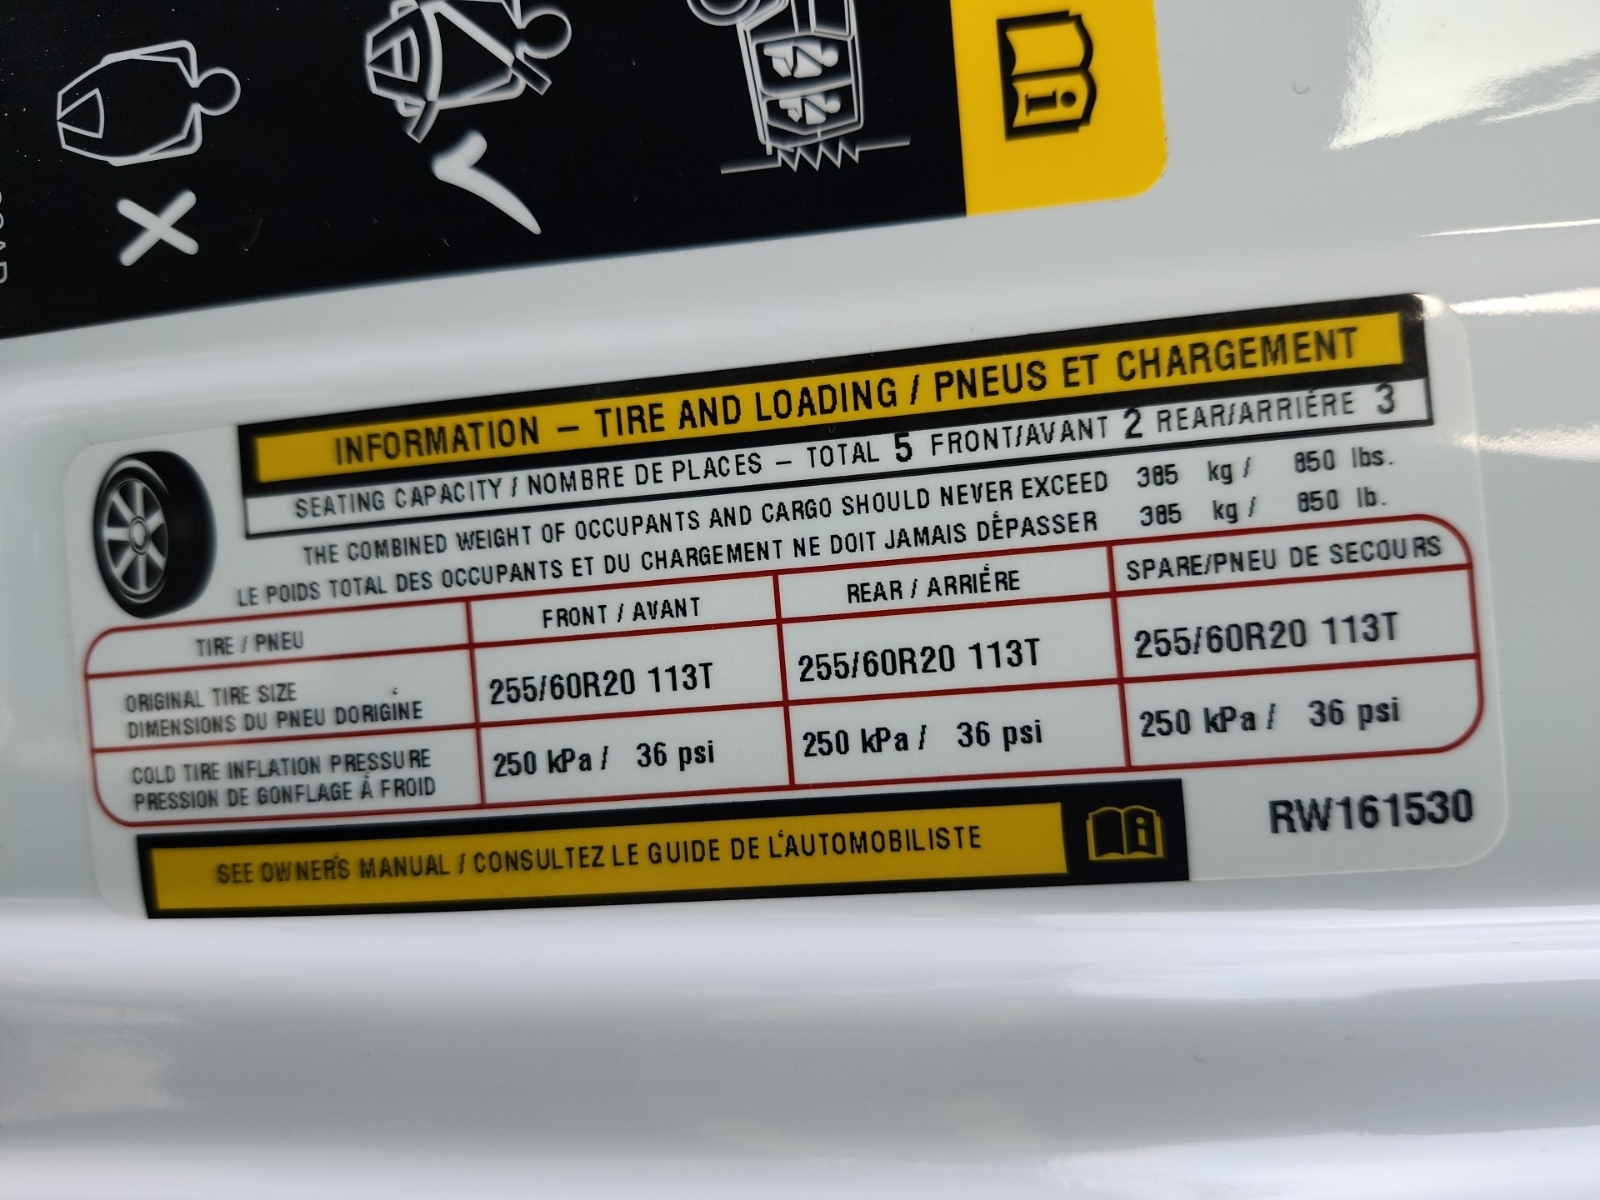 INFORMATION – TIRE AND LOADING / PNEUS ET CHARGEMENT
SEATING CAPACITY / NOMBRE DE PLACES – TOTAL 5 FRONT/AVANT 2 REAR/ARRIÉRE 3
THE COMBINED WEIGHT OF OCCUPANTS AND CARGO SHOULD NEVER EXCEED 385 kg / 850 lbs.
LE POIDS TOTAL DES OCCUPANTS ET DU CHARGEMENT NE DOIT JAMAIS DÉPASSER 385 kg / 850 lb.
TIRE / PNEU FRONT / AVANT REAR / ARRIÉRE SPARE/PNEU DE SECOURS
ORIGINAL TIRE SIZE
DIMENSIONS DU PNEU D'ORIGINE
255/60R20 113T 255/60R20 113T 255/60R20 113T
COLD TIRE INFLATION PRESSURE
PRESSION DE GONFLAGE Á FROID
250 kPa / 36 psi 250 kPa / 36 psi 250 kPa / 36 psi
SEE OWNER'S MANUAL / CONSULTEZ LE GUIDE DE L'AUTOMOBILISTE
RW161530